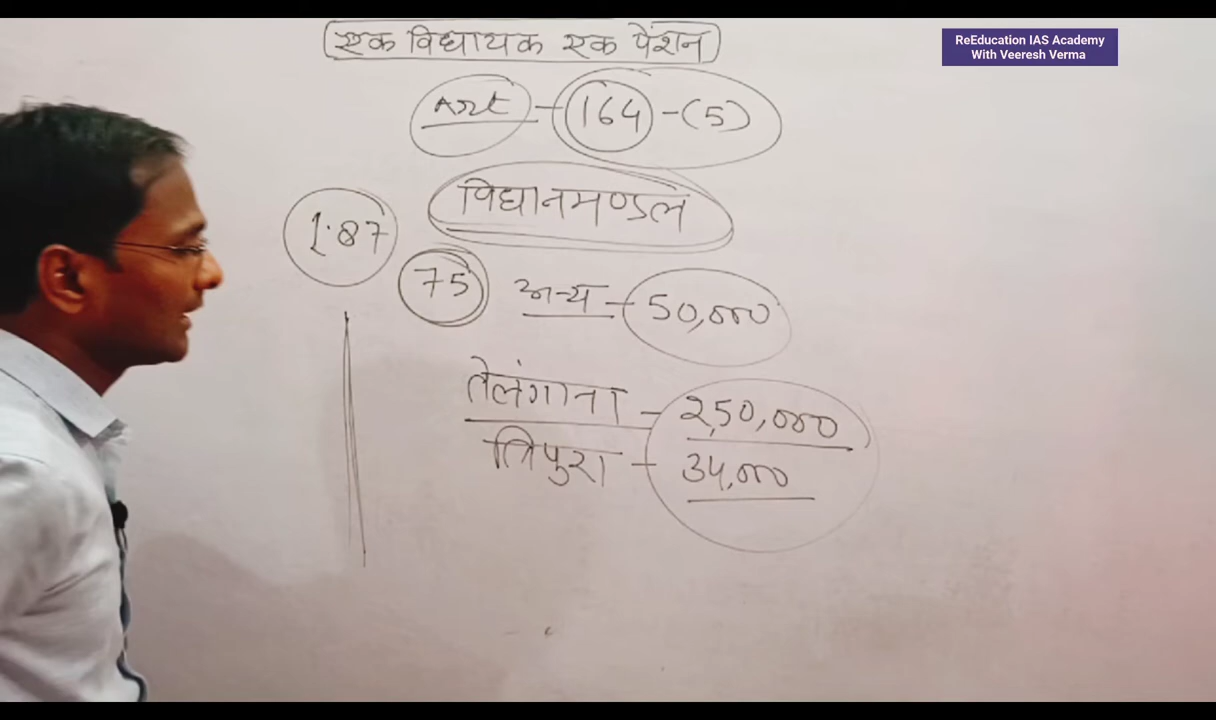 एक विधायक एक पेंशन
ReEducation IAS Academy
With Veeresh Verma
Art - 164 - (5)
विधानमण्डल
1.87
75 अन्य - 50,000
तेलंगाना - 2,50,000
त्रिपुरा - 34,000